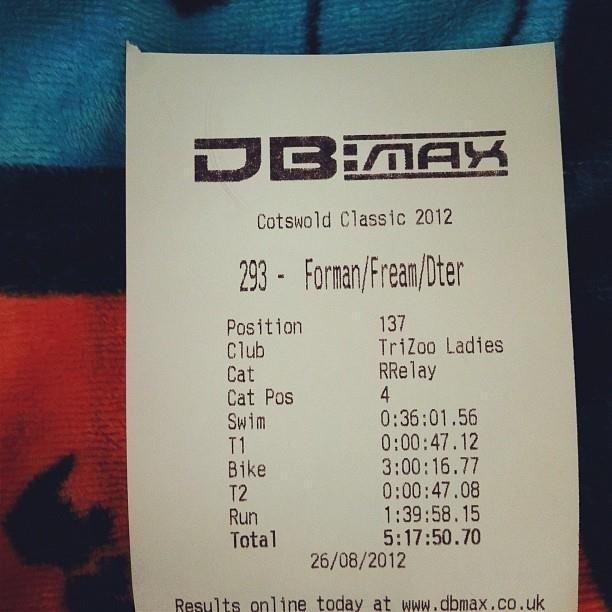 DB:MAX
Cotswold Classic 2012
293 - Forman/Fream/Dter
Position 137
Club TriZoo Ladies
Cat RRelay
Cat Pos 4
Swim 0:36:01.56
T1 0:00:47.12
Bike 3:00:16.77
T2 0:00:47.08
Run 1:39:58.15
Total 5:17:50.70
26/08/2012
Results online today at www.dbmax.co.uk